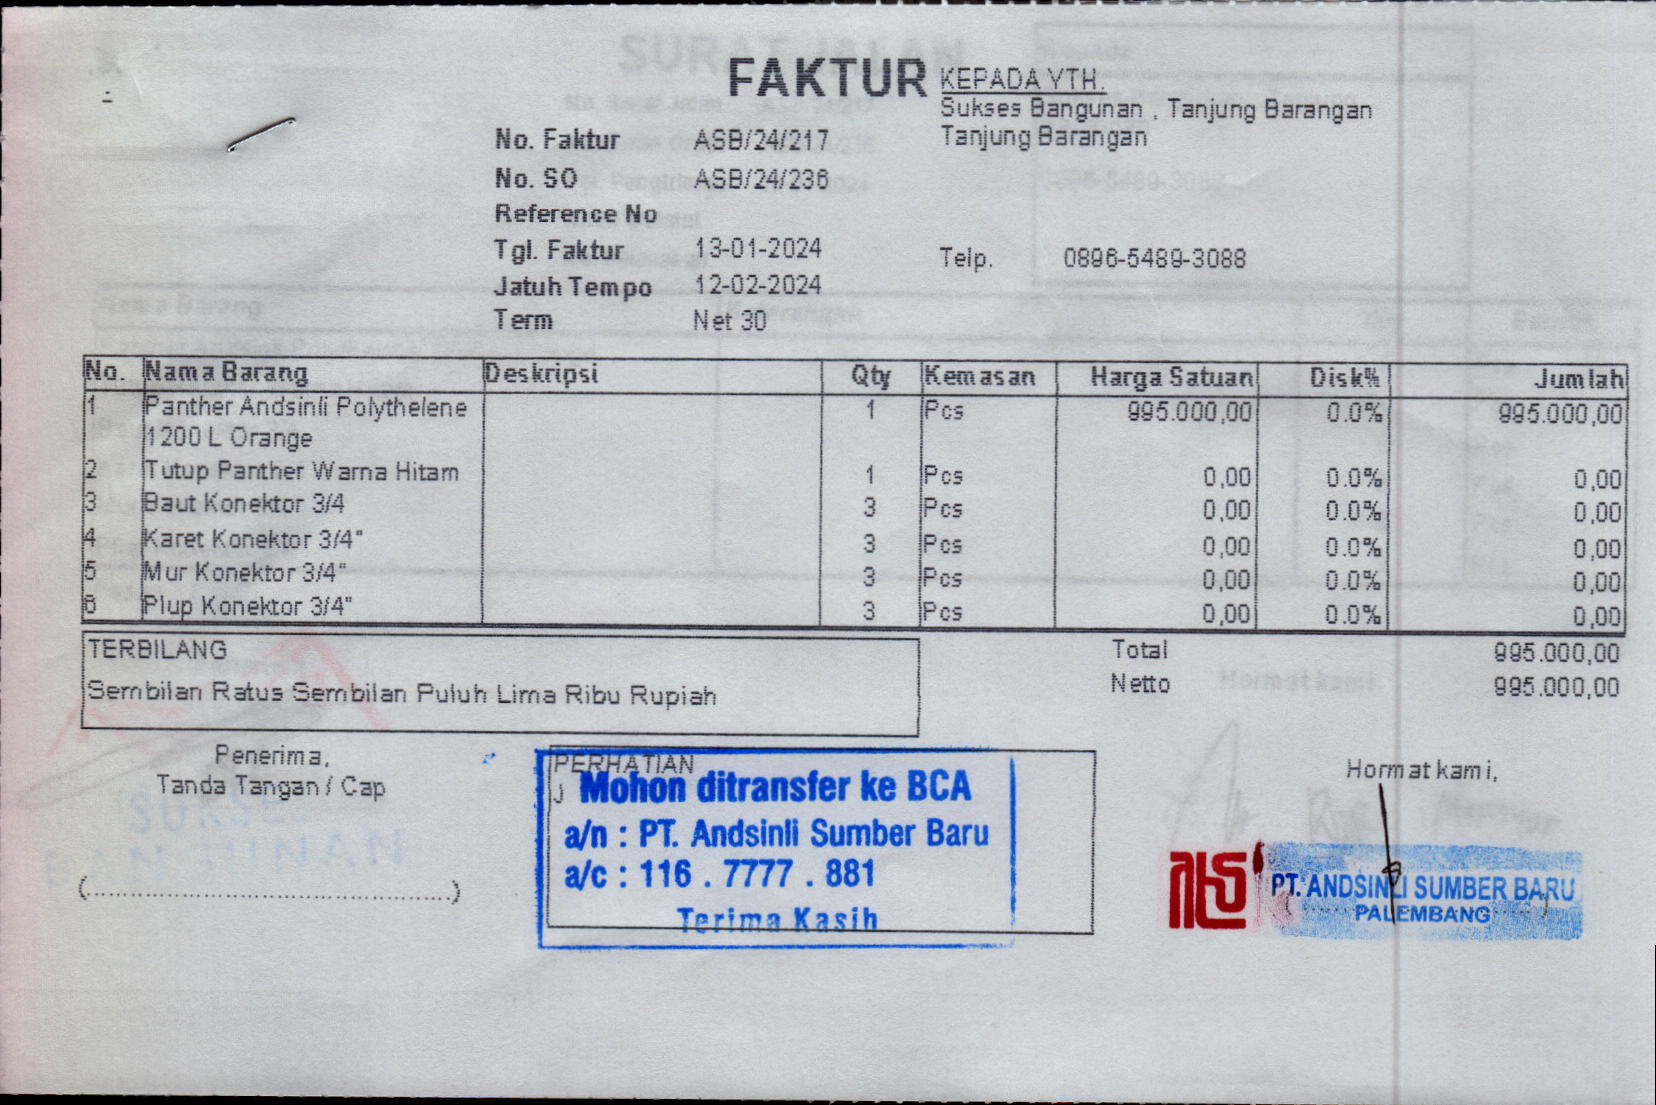 FAKTUR
KEPADA YTH.
Sukses Bangunan , Tanjung Barangan
Tanjung Barangan
No. Faktur ASB/24/217
No. SO ASB/24/236
Reference No
Tgl. Faktur 13-01-2024
Telp. 0896-5489-3088
Jatuh Tempo 12-02-2024
Term Net 30
No. Nama Barang Deskripsi Qty Kemasan Harga Satuan Disk% Jumlah
1 Panther Andsinli Polythelene 1 Pcs 995.000,00 0.0% 995.000,00
1200 L Orange
2 Tutup Panther Warna Hitam 1 Pcs 0,00 0.0% 0,00
3 Baut Konektor 3/4 3 Pcs 0,00 0.0% 0,00
4 Karet Konektor 3/4" 3 Pcs 0,00 0.0% 0,00
5 Mur Konektor 3/4" 3 Pcs 0,00 0.0% 0,00
6 Plup Konektor 3/4" 3 Pcs 0,00 0.0% 0,00
TERBILANG
Sembilan Ratus Sembilan Puluh Lima Ribu Rupiah
Total 995.000,00
Netto 995.000,00
Penerima,
Tanda Tangan / Cap
(..................................................)
PERHATIAN
Mohon ditransfer ke BCA
a/n : PT. Andsinli Sumber Baru
a/c : 116 . 7777 . 881
Terima Kasih
Hormat kami,
PT. ANDSINLI SUMBER BARU
PALEMBANG